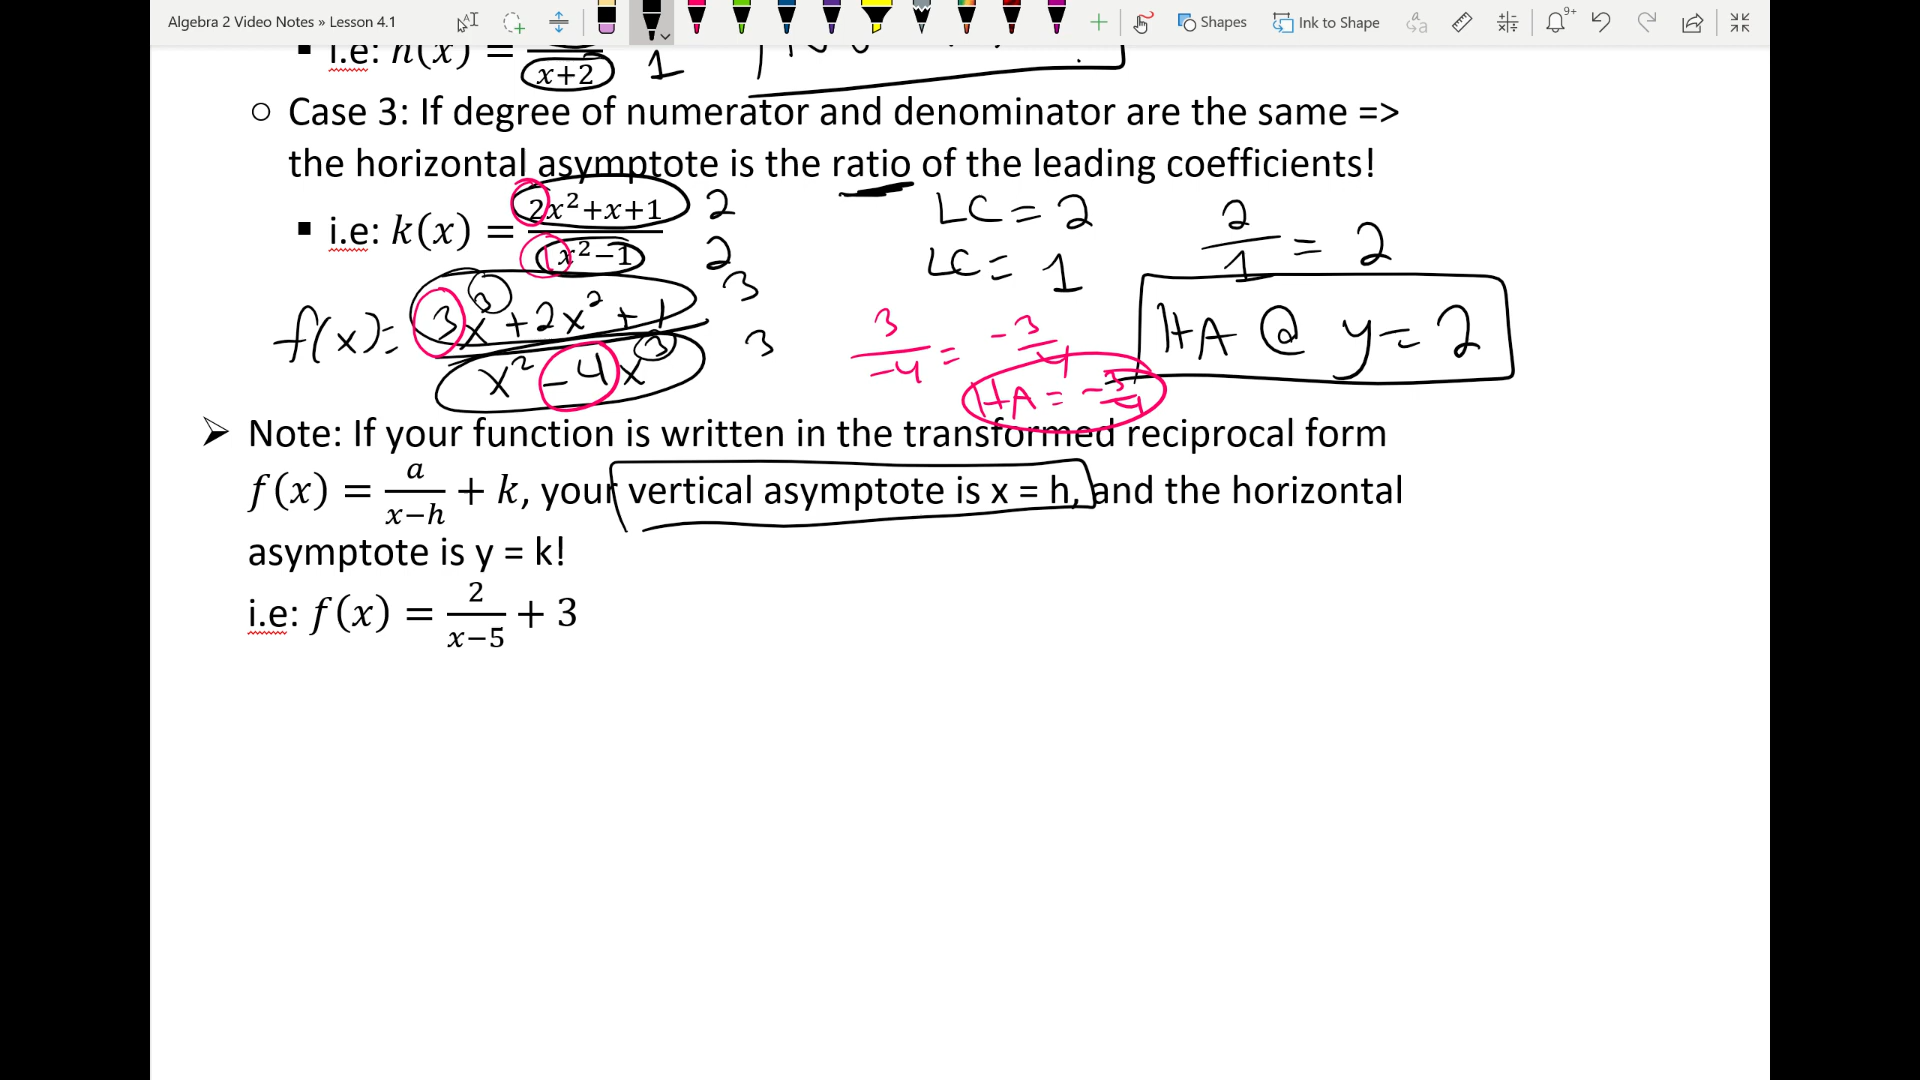 Algebra 2 Video Notes » Lesson 4.1
Shapes
Ink to Shape
9+
▪ i.e: h(x) =
x+2
1
○ Case 3: If degree of numerator and denominator are the same =>
the horizontal asymptote is the ratio of the leading coefficients!
▪ i.e: k(x) = 2x²+x+1 / 1x²−1
2
2
LC = 2
LC = 1
2/1 = 2
HA @ y = 2
f(x) = 3x³ + 2x² + 1 / x² − 4x³
3
3
3/-4 = -3/4
HA = -3/4
➢ Note: If your function is written in the transformed reciprocal form
f(x) = a/x−h + k, your vertical asymptote is x = h, and the horizontal
asymptote is y = k!
i.e: f(x) = 2/x−5 + 3